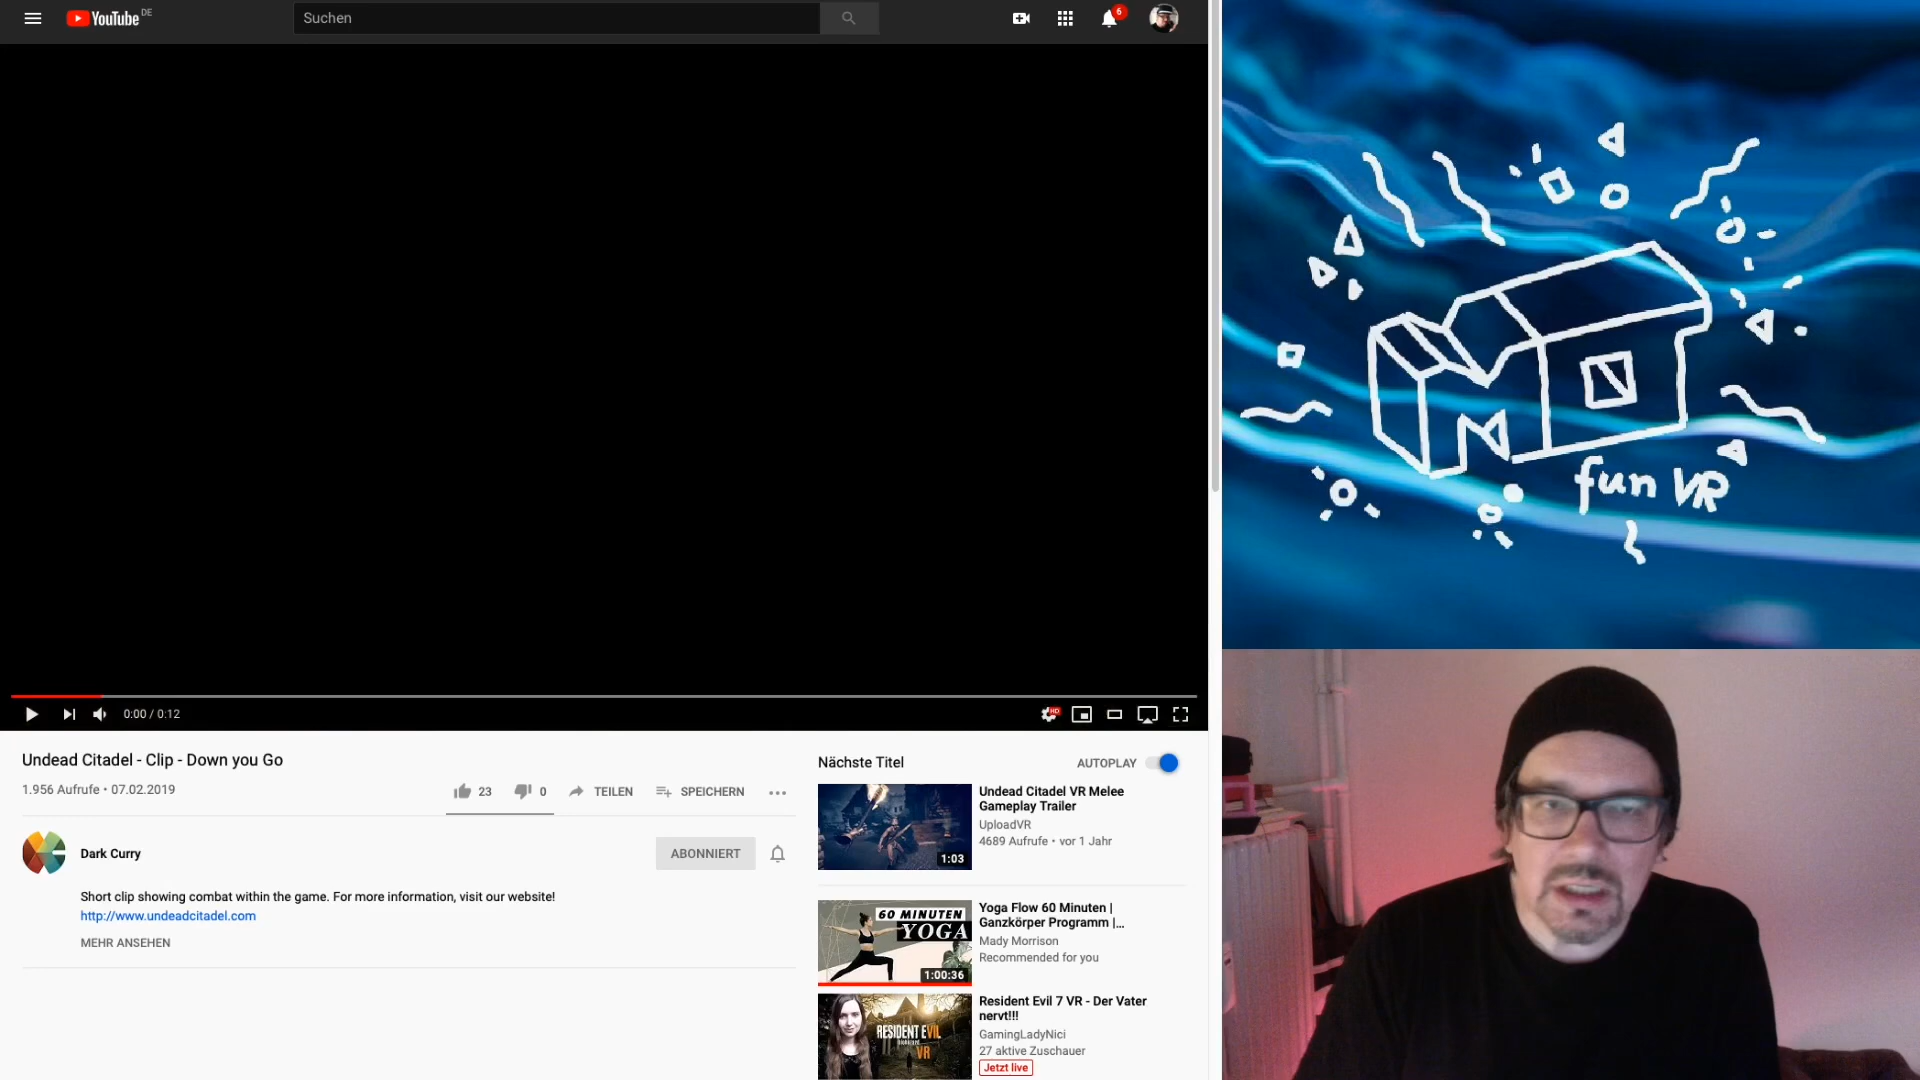 YouTube DE
Suchen
6
0:00 / 0:12
HD
Undead Citadel - Clip - Down you Go
1.956 Aufrufe • 07.02.2019
23
0
TEILEN
SPEICHERN
Dark Curry
ABONNIERT
Short clip showing combat within the game. For more information, visit our website!
http://www.undeadcitadel.com
MEHR ANSEHEN
Nächste Titel
AUTOPLAY
1:03
Undead Citadel VR Melee
Gameplay Trailer
UploadVR
4689 Aufrufe • vor 1 Jahr
60 MINUTEN
YOGA
1:00:36
Yoga Flow 60 Minuten |
Ganzkörper Programm |...
Mady Morrison
Recommended for you
RESIDENT EVIL
VR
Resident Evil 7 VR - Der Vater
nervt!!!
GamingLadyNici
27 aktive Zuschauer
Jetzt live
fun VR